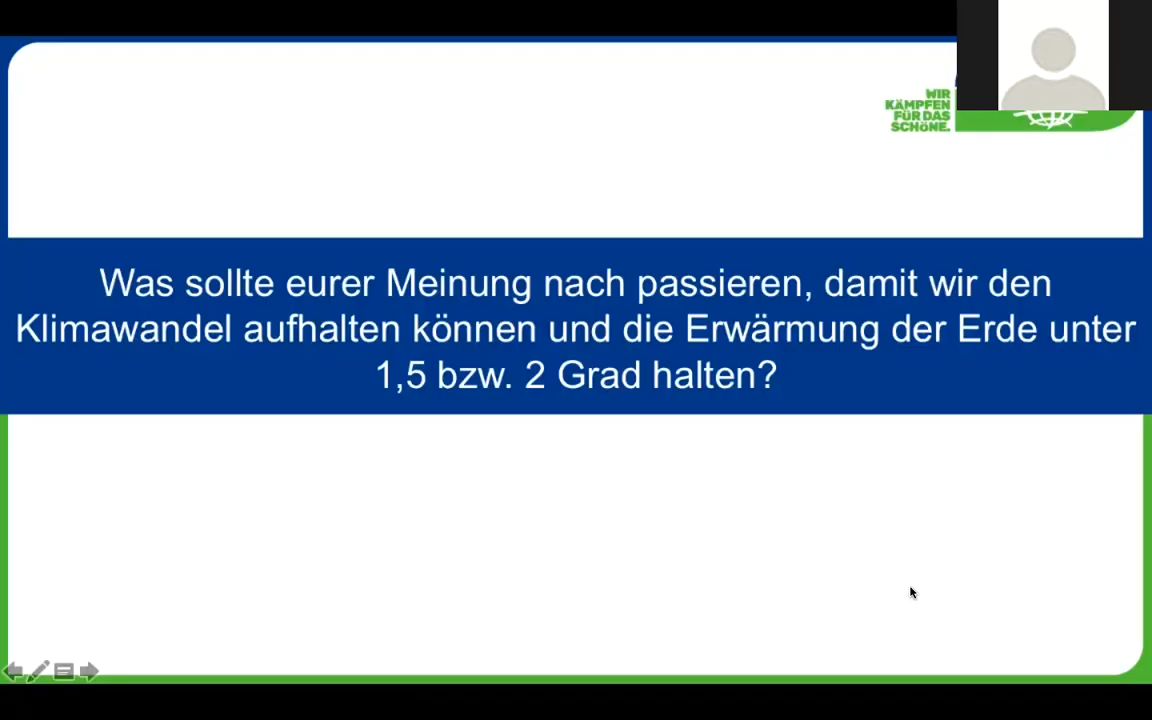 WIR
KÄMPFEN
FÜR DAS
SCHÖNE.
Was sollte eurer Meinung nach passieren, damit wir den
Klimawandel aufhalten können und die Erwärmung der Erde unter
1,5 bzw. 2 Grad halten?